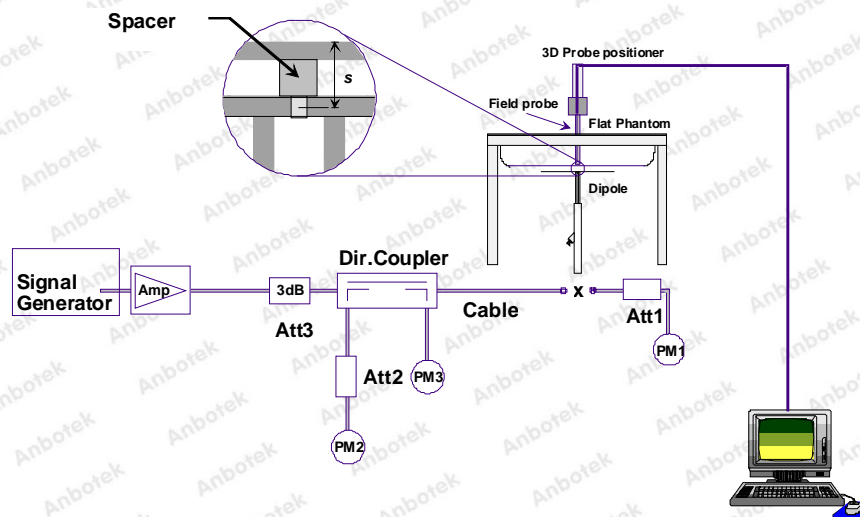 Spacer
s
3D Probe positioner
Field probe
Flat Phantom
Dipole
Signal
Generator
Amp
3dB
Att3
Dir.Coupler
Cable
x
Att1
PM1
Att2
PM3
PM2
Anbotek